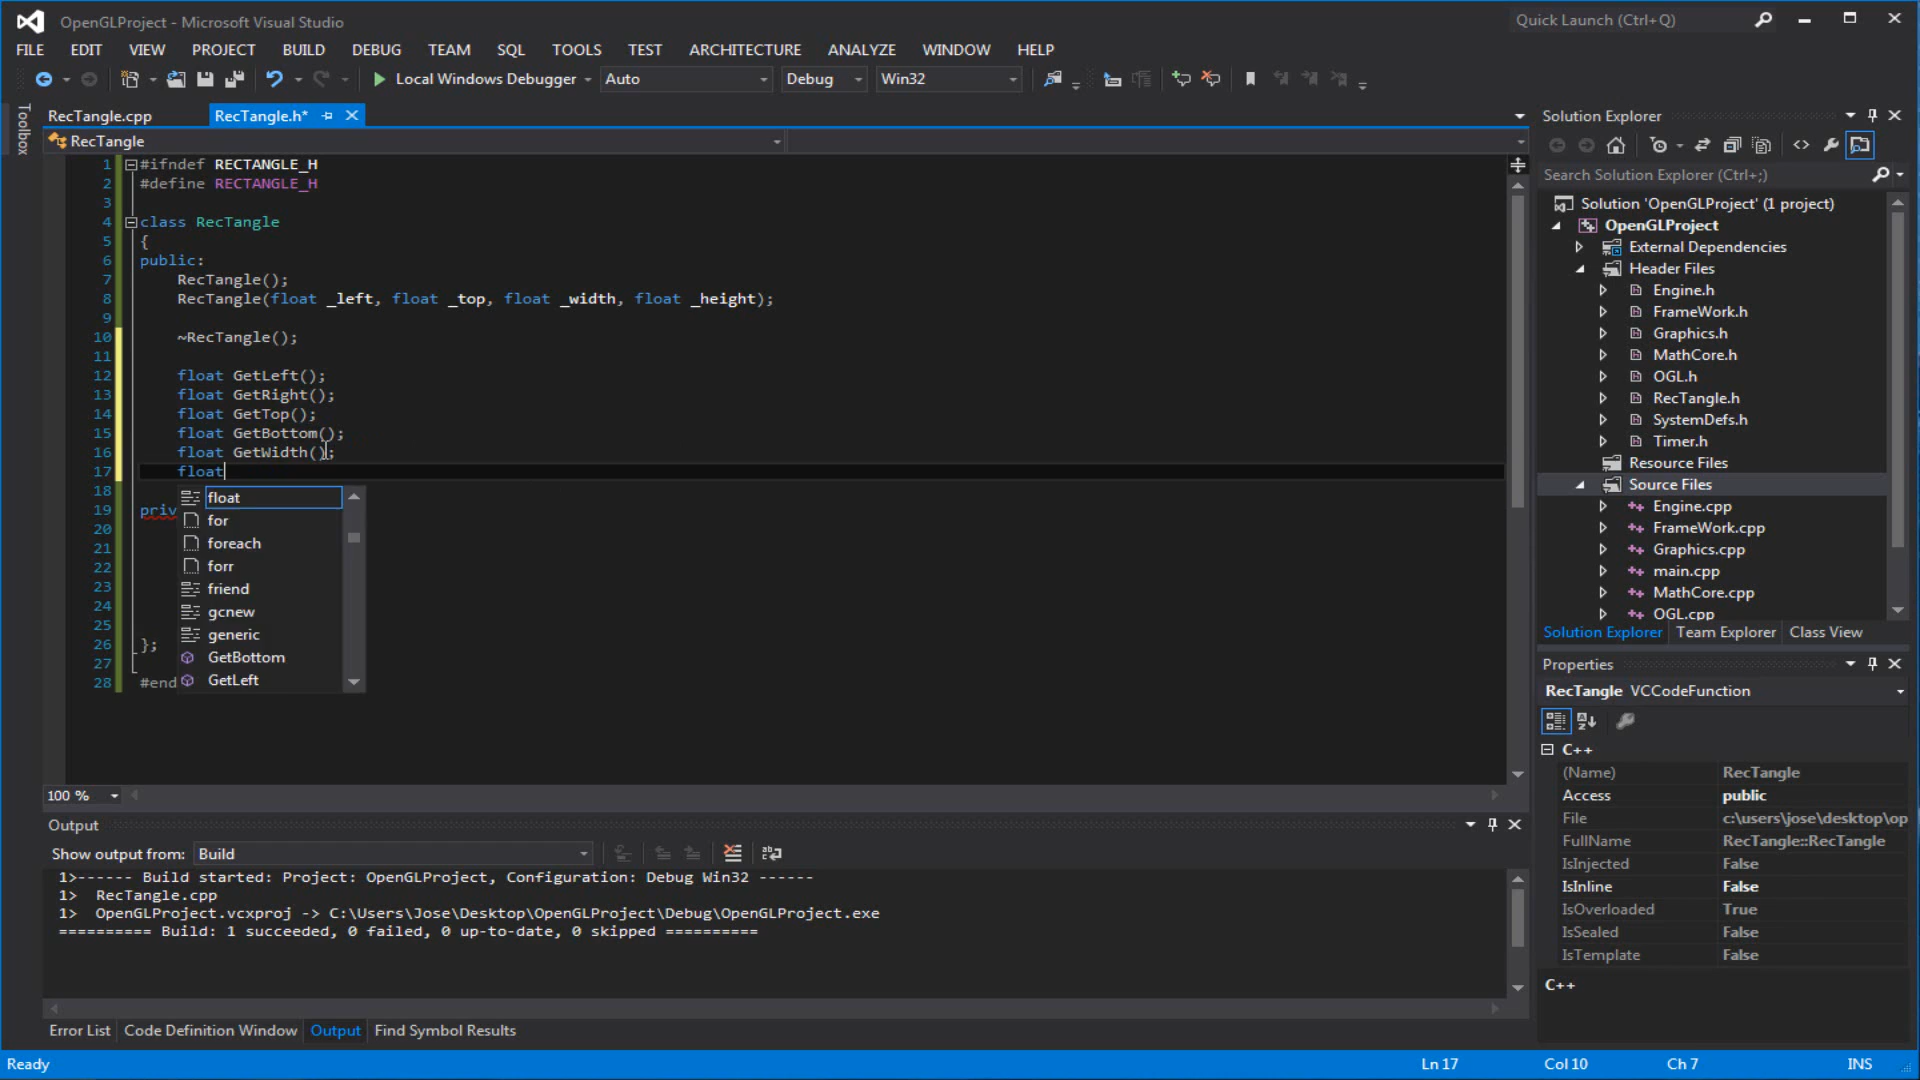 OpenGLProject - Microsoft Visual Studio
Quick Launch (Ctrl+Q)
FILE EDIT VIEW PROJECT BUILD DEBUG TEAM SQL TOOLS TEST ARCHITECTURE ANALYZE WINDOW HELP
Local Windows Debugger Auto Debug Win32
Toolbox
RecTangle.cpp RecTangle.h*
RecTangle
1 #ifndef RECTANGLE_H
2 #define RECTANGLE_H
3
4 class RecTangle
5 {
6 public:
7 RecTangle();
8 RecTangle(float _left, float _top, float _width, float _height);
9
10 ~RecTangle();
11
12 float GetLeft();
13 float GetRight();
14 float GetTop();
15 float GetBottom();
16 float GetWidth();
17 float
18
19 priv
20
21
22
23
24
25
26 };
27
28 #end
float
for
foreach
forr
friend
gcnew
generic
GetBottom
GetLeft
100 %
Output
Show output from: Build
1>------ Build started: Project: OpenGLProject, Configuration: Debug Win32 ------
1> RecTangle.cpp
1> OpenGLProject.vcxproj -> C:\Users\Jose\Desktop\OpenGLProject\Debug\OpenGLProject.exe
========== Build: 1 succeeded, 0 failed, 0 up-to-date, 0 skipped ==========
Error List Code Definition Window Output Find Symbol Results
Solution Explorer
Search Solution Explorer (Ctrl+;)
Solution 'OpenGLProject' (1 project)
OpenGLProject
External Dependencies
Header Files
Engine.h
FrameWork.h
Graphics.h
MathCore.h
OGL.h
RecTangle.h
SystemDefs.h
Timer.h
Resource Files
Source Files
Engine.cpp
FrameWork.cpp
Graphics.cpp
main.cpp
MathCore.cpp
OGL.cpp
Solution Explorer Team Explorer Class View
Properties
RecTangle VCCodeFunction
C++
(Name) RecTangle
Access public
File c:\users\jose\desktop\op
FullName RecTangle::RecTangle
IsInjected False
IsInline False
IsOverloaded True
IsSealed False
IsTemplate False
C++
Ready Ln 17 Col 10 Ch 7 INS